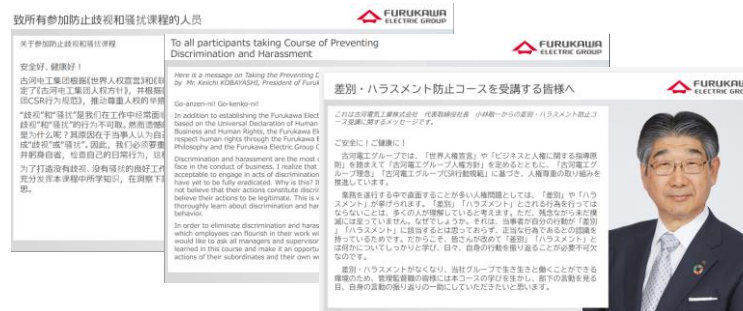 致所有参加防止歧视和骚扰课程的人员
FURUKAWA
ELECTRIC GROUP
关于参加防止歧视和骚扰课程
安全好、健康好！
古河电工集团根据《世界人权宣言》和《联
定了《古河电工集团人权方针》，并根据
团CSR行为规范》，推动尊重人权的举措
"歧视"和"骚扰"是我们在工作中经常面
歧视"和"骚扰"的行为不可取。然而遗憾
是为什么呢？其原因在于当事人认为自己
成"歧视"或"骚扰"。因此，我们必须要重
并躬身自省，检查自己的日常行为，这
为了打造没有歧视、没有骚扰的良好工作
充分发挥本课程中所学知识，在洞察下
思。
To all participants taking Course of Preventing
Discrimination and Harassment
FURUKAWA
ELECTRIC GROUP
Here is a message on Taking the Preventing D
by Mr. Keiichi KOBAYASHI, President of Furuk
Go-anzen-ni! Go-kenko-ni!
In addition to establishing the Furukawa Elect
based on the Universal Declaration of Human
Business and Human Rights, the Furukawa Ele
respect human rights through the Furukawa E
Philosophy and the Furukawa Electric Group C
Discrimination and harassment are the most
face in the conduct of business. I realize that
acceptable to engage in acts of discrimination
have yet to be fully eradicated. Why is this? It
not believe that their actions constitute discri
believe their actions to be legitimate. This is w
thoroughly learn about discrimination and har
behavior.
In order to eliminate discrimination and haras
which employees can flourish in their work wi
would like to ask all managers and supervisor
learned in this course and make it an opportu
actions of their subordinates and their own w
差別・ハラスメント防止コースを受講する皆様へ
FURUKAWA
ELECTRIC GROUP
これは古河電気工業株式会社　代表取締役社長　小林敬一からの差別・ハラスメント防止コ
ース受講に関するメッセージです。
ご安全に！ご健康に！
古河電工グループでは、「世界人権宣言」や「ビジネスと人権に関する指導原
則」を踏まえて「古河電工グループ人権方針」を定めるとともに、「古河電工グル
ープ理念」「古河電工グループCSR行動規範」に基づき、人権尊重の取り組みを
推進しています。
業務を遂行する中で直面することが多い人権問題としては、「差別」や「ハラ
スメント」が挙げられます。「差別」「ハラスメント」とされる行為を行っては
ならないことは、多くの人が理解していると考えます。ただ、残念ながら未だ撲
滅には至っていません。なぜでしょうか。それは、当事者が自分の行動が「差別
」「ハラスメント」に該当するとは思っておらず、正当な行為であるとの認識を
持っているためです。だからこそ、皆さんが改めて「差別」「ハラスメント」と
は何かについてしっかりと学び、日々、自身の行動を振り返ることが必要不可欠
なのです。
差別・ハラスメントがなくなり、当社グループで生き生きと働くことができる
環境のため、管理監督職の皆様には本コースの学びを生かし、部下の言動を見る
目、自身の言動の振り返りの一助にしていただきたいと思います。